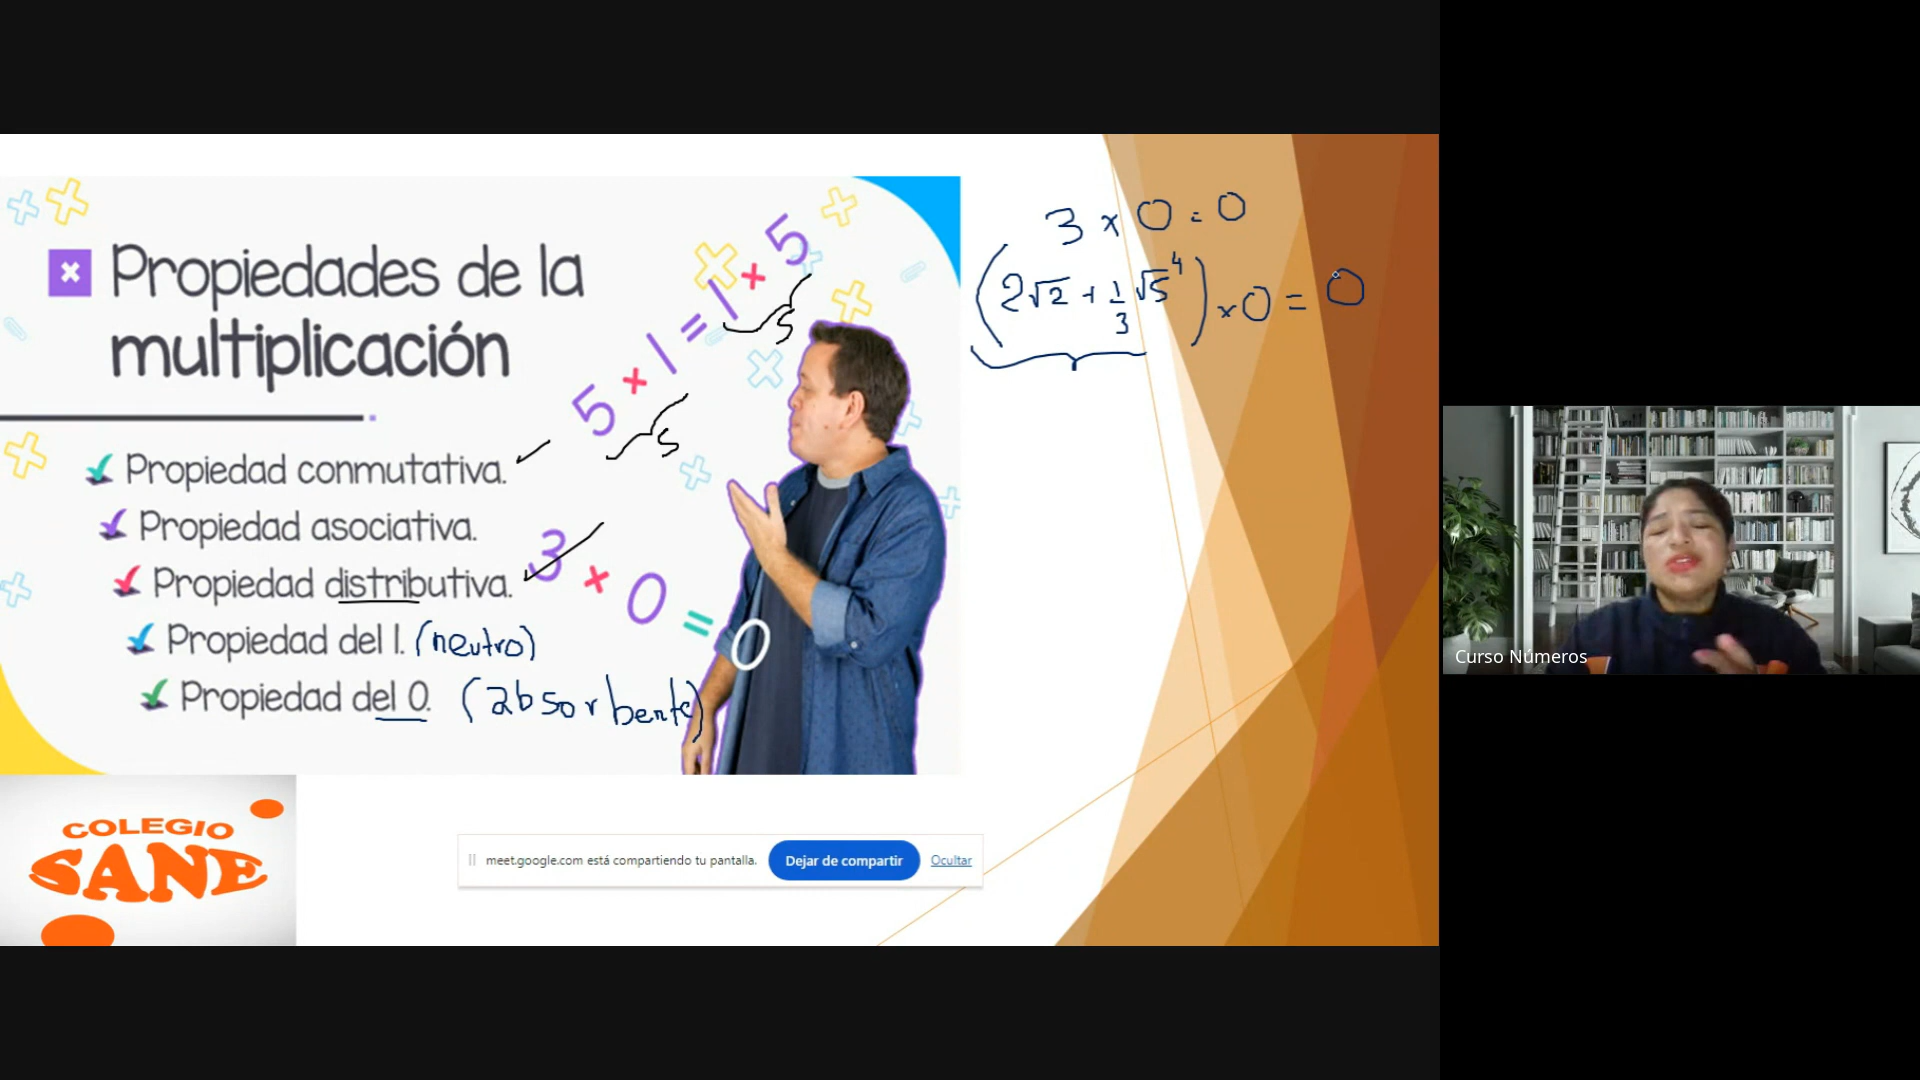 Propiedades de la
multiplicación
5 × 1 = 1 × 5
5
5
Propiedad conmutativa.
Propiedad asociativa.
Propiedad distributiva.
Propiedad del 1. (neutro)
Propiedad del 0. (absorbente)
3 × 0 = 0
3 × 0 = 0
(2√2 + 1/3 √5⁴) × 0 = 0
COLEGIO
SANE
meet.google.com está compartiendo tu pantalla.
Dejar de compartir
Ocultar
Curso Números